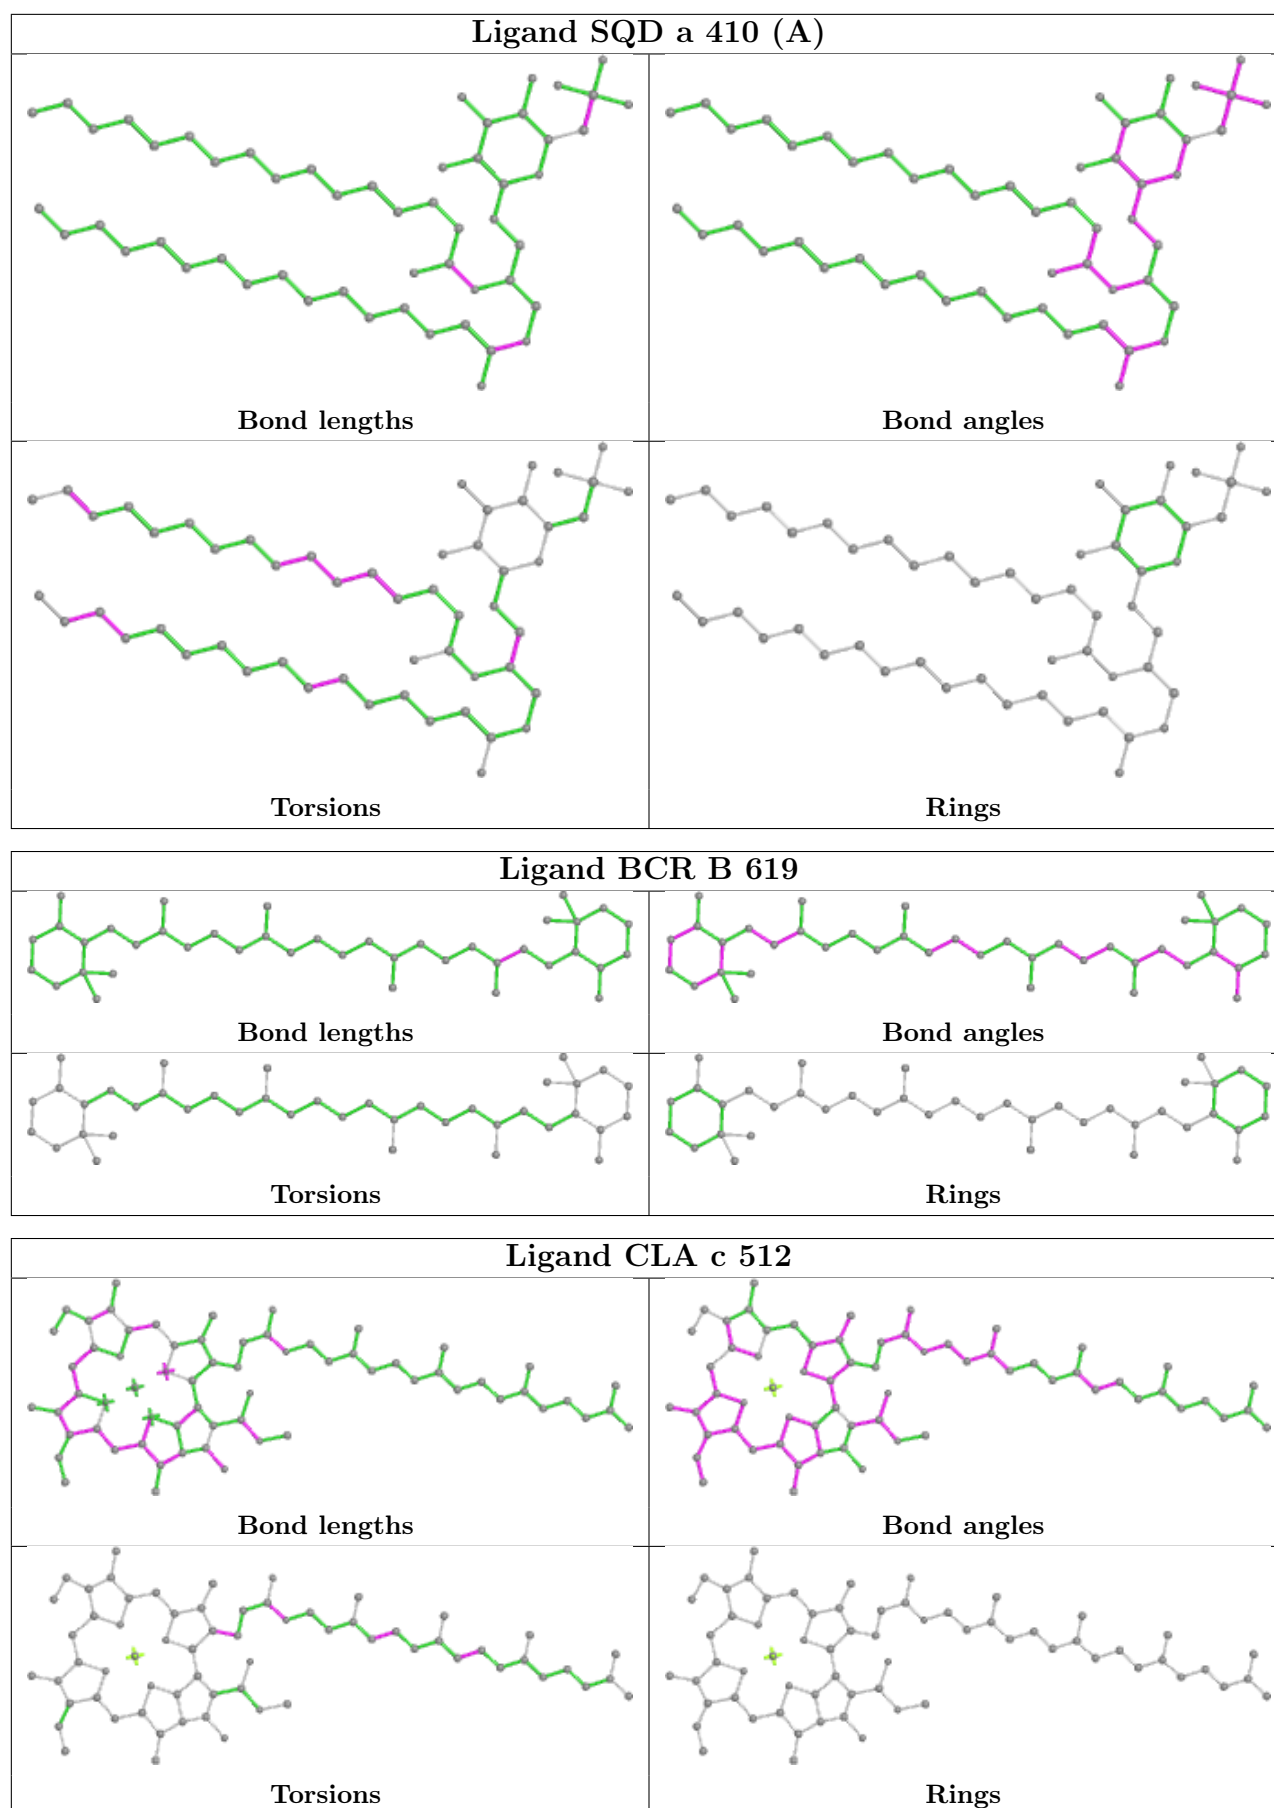 Ligand SQD a 410 (A)
Bond lengths
Bond angles
Torsions
Rings
Ligand BCR B 619
Bond lengths
Bond angles
Torsions
Rings
Ligand CLA c 512
Bond lengths
Bond angles
Torsions
Rings